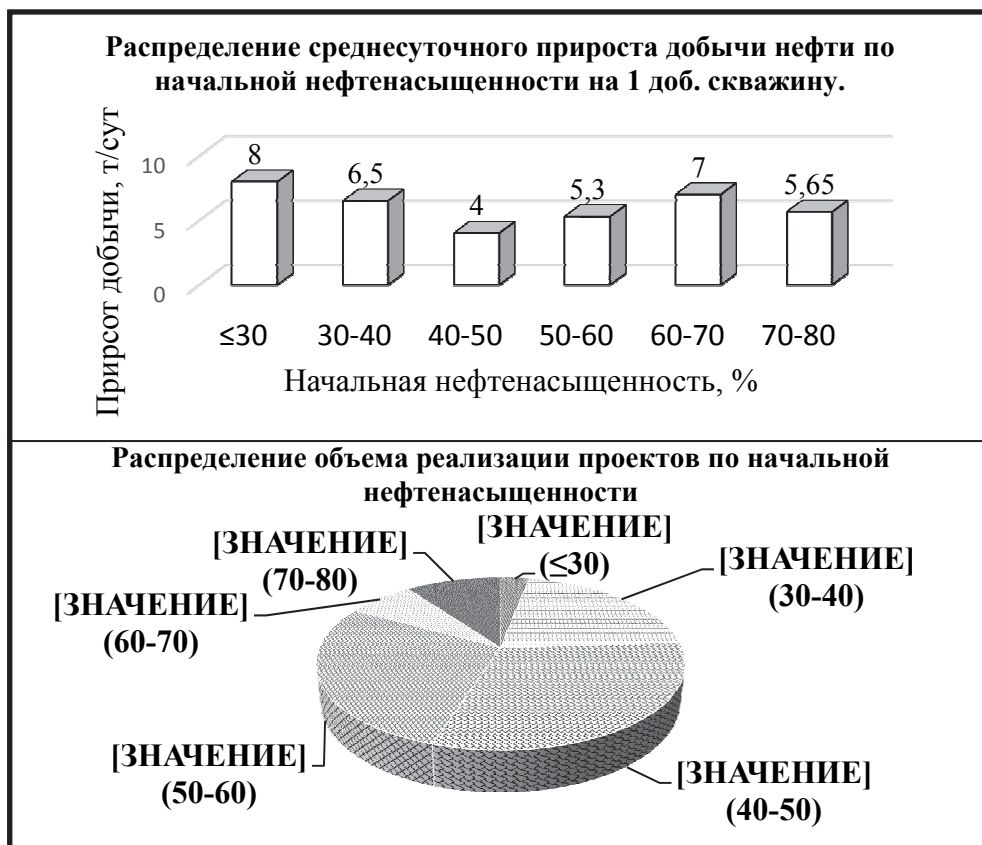 Распределение среднесуточного прироста добычи нефти по
начальной нефтенасыщенности на 1 доб. скважину.
Прирсот добычи, т/сут
10
5
0
8
6,5
4
5,3
7
5,65
≤30
30-40
40-50
50-60
60-70
70-80
Начальная нефтенасыщенность, %
Распределение объема реализации проектов по начальной
нефтенасыщенности
[ЗНАЧЕНИЕ]
(≤30)
[ЗНАЧЕНИЕ]
(30-40)
[ЗНАЧЕНИЕ]
(40-50)
[ЗНАЧЕНИЕ]
(50-60)
[ЗНАЧЕНИЕ]
(60-70)
[ЗНАЧЕНИЕ]
(70-80)